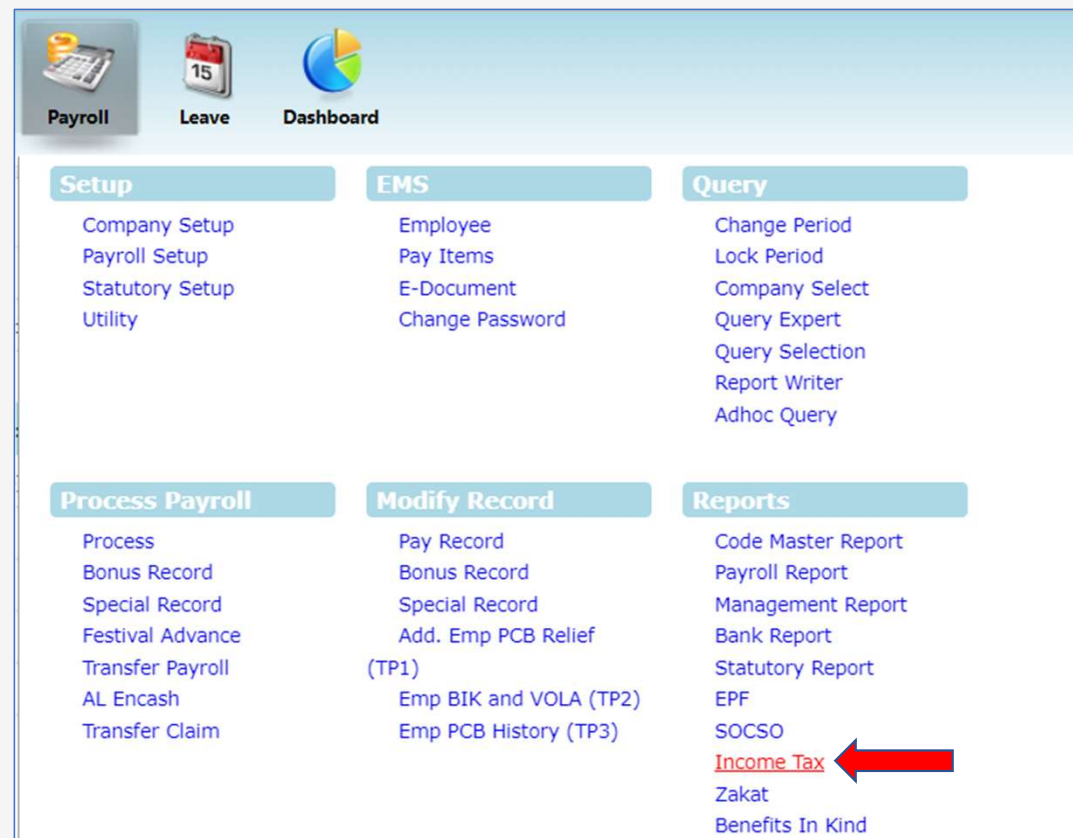 15
Payroll
Leave
Dashboard
Setup
Company Setup
Payroll Setup
Statutory Setup
Utility
EMS
Employee
Pay Items
E-Document
Change Password
Query
Change Period
Lock Period
Company Select
Query Expert
Query Selection
Report Writer
Adhoc Query
Process Payroll
Process
Bonus Record
Special Record
Festival Advance
Transfer Payroll
AL Encash
Transfer Claim
Modify Record
Pay Record
Bonus Record
Special Record
Add. Emp PCB Relief
(TP1)
Emp BIK and VOLA (TP2)
Emp PCB History (TP3)
Reports
Code Master Report
Payroll Report
Management Report
Bank Report
Statutory Report
EPF
SOCSO
Income Tax
Zakat
Benefits In Kind